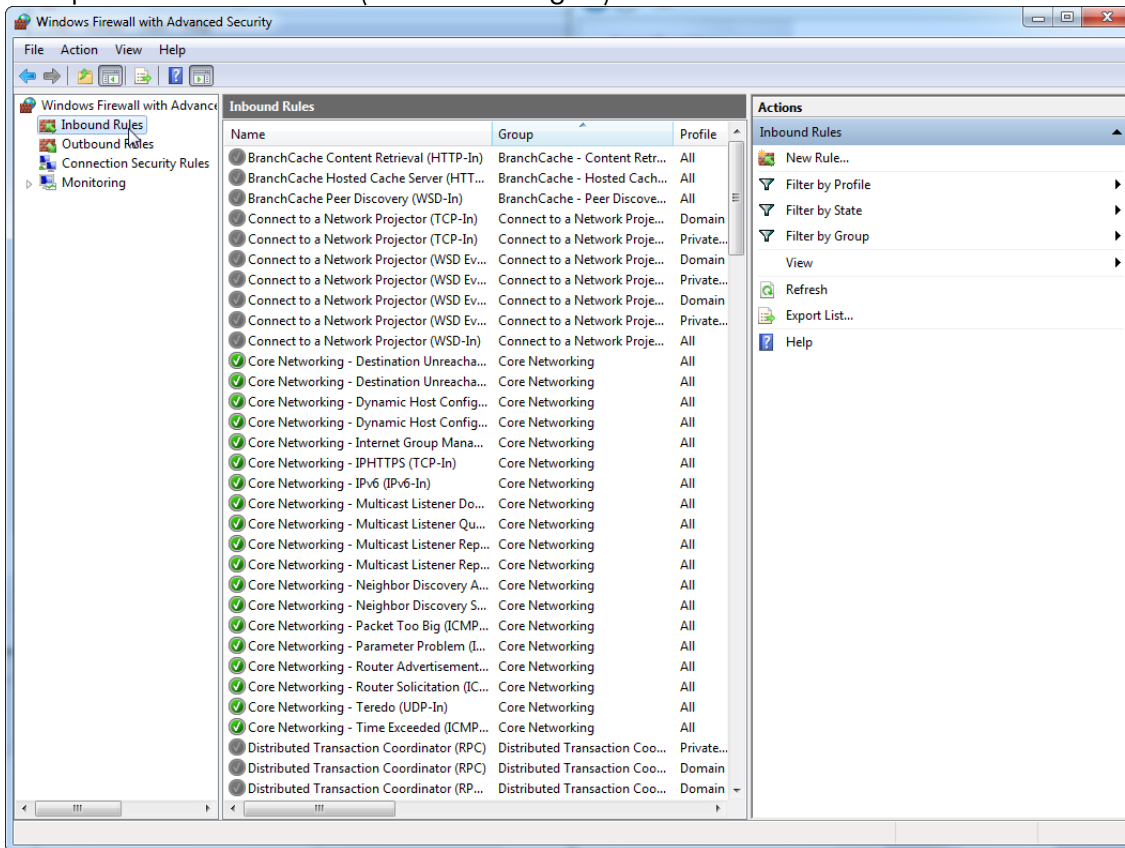 Windows Firewall with Advanced Security
File Action View Help
Windows Firewall with Advance
Inbound Rules
Outbound Rules
Connection Security Rules
Monitoring
Inbound Rules
Name Group Profile
BranchCache Content Retrieval (HTTP-In) BranchCache - Content Retr... All
BranchCache Hosted Cache Server (HTT... BranchCache - Hosted Cach... All
BranchCache Peer Discovery (WSD-In) BranchCache - Peer Discove... All
Connect to a Network Projector (TCP-In) Connect to a Network Proje... Domain
Connect to a Network Projector (TCP-In) Connect to a Network Proje... Private...
Connect to a Network Projector (WSD Ev... Connect to a Network Proje... Domain
Connect to a Network Projector (WSD Ev... Connect to a Network Proje... Private...
Connect to a Network Projector (WSD Ev... Connect to a Network Proje... Domain
Connect to a Network Projector (WSD Ev... Connect to a Network Proje... Private...
Connect to a Network Projector (WSD-In) Connect to a Network Proje... All
Core Networking - Destination Unreacha... Core Networking All
Core Networking - Destination Unreacha... Core Networking All
Core Networking - Dynamic Host Config... Core Networking All
Core Networking - Dynamic Host Config... Core Networking All
Core Networking - Internet Group Mana... Core Networking All
Core Networking - IPHTTPS (TCP-In) Core Networking All
Core Networking - IPv6 (IPv6-In) Core Networking All
Core Networking - Multicast Listener Do... Core Networking All
Core Networking - Multicast Listener Qu... Core Networking All
Core Networking - Multicast Listener Rep... Core Networking All
Core Networking - Multicast Listener Rep... Core Networking All
Core Networking - Neighbor Discovery A... Core Networking All
Core Networking - Neighbor Discovery S... Core Networking All
Core Networking - Packet Too Big (ICMP... Core Networking All
Core Networking - Parameter Problem (I... Core Networking All
Core Networking - Router Advertisement... Core Networking All
Core Networking - Router Solicitation (IC... Core Networking All
Core Networking - Teredo (UDP-In) Core Networking All
Core Networking - Time Exceeded (ICMP... Core Networking All
Distributed Transaction Coordinator (RPC) Distributed Transaction Coo... Private...
Distributed Transaction Coordinator (RPC) Distributed Transaction Coo... Domain
Distributed Transaction Coordinator (RP... Distributed Transaction Coo... Domain
Actions
Inbound Rules
New Rule...
Filter by Profile
Filter by State
Filter by Group
View
Refresh
Export List...
Help